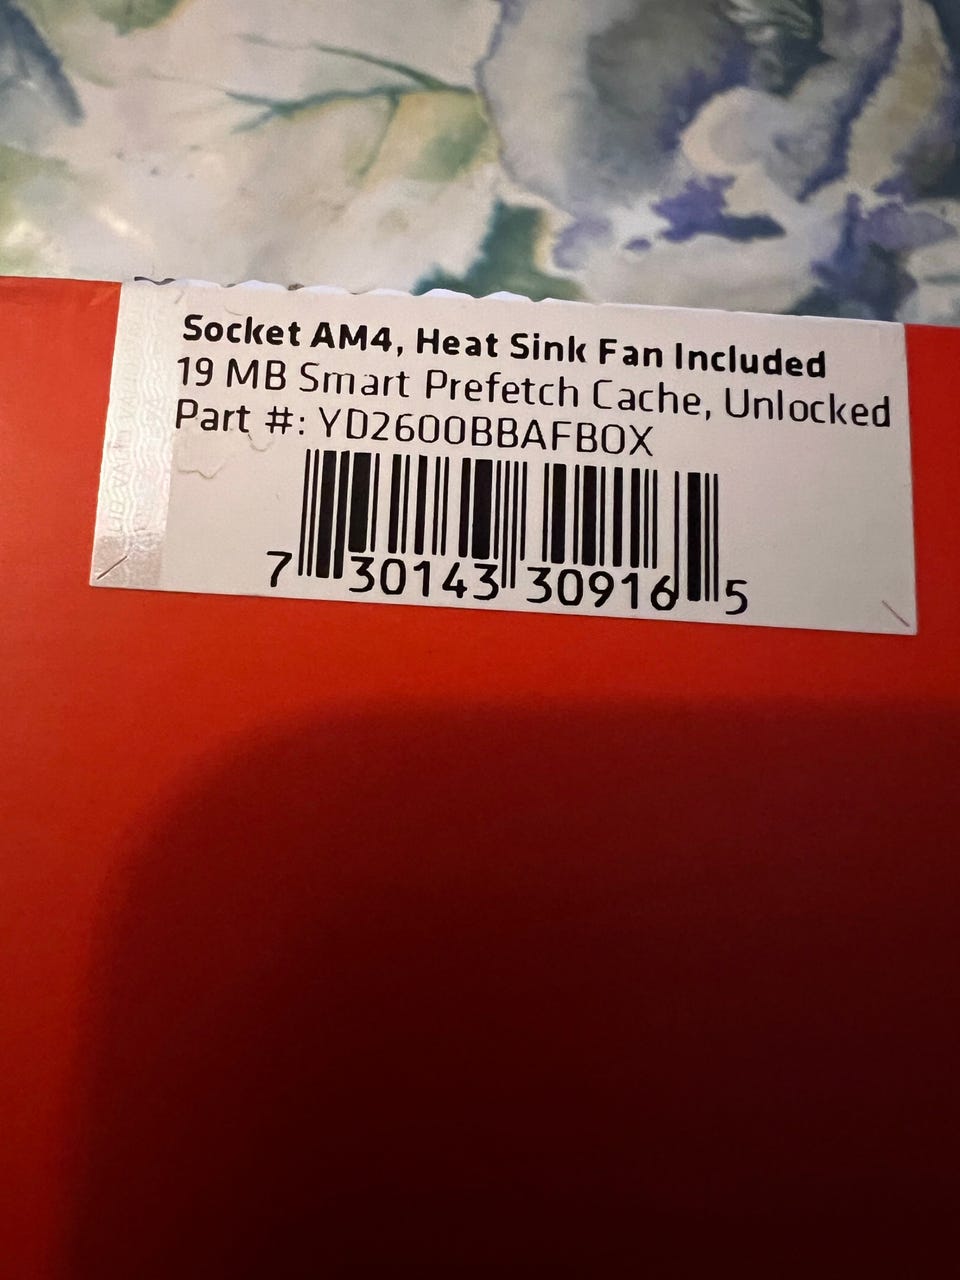 Socket AM4, Heat Sink Fan Included
19 MB Smart Prefetch Cache, Unlocked
Part #: YD2600BBAFBOX
7 30143 30916 5